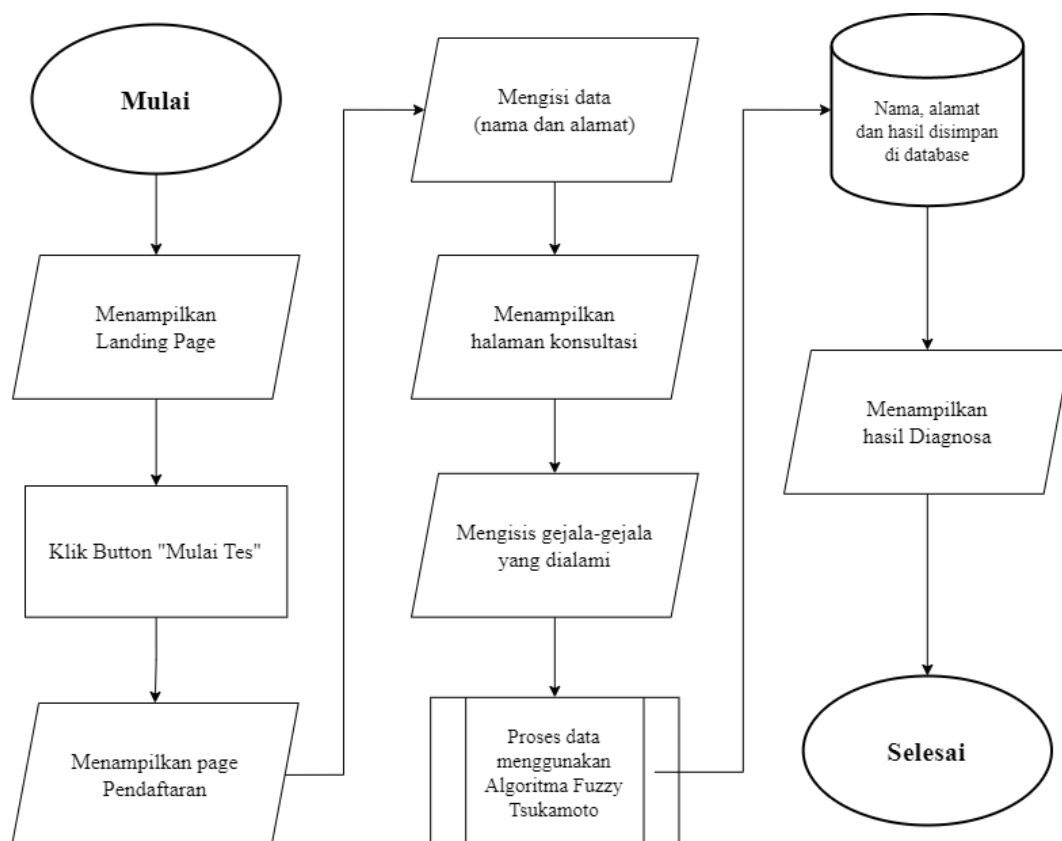 Mulai
Menampilkan
Landing Page
Klik Button "Mulai Tes"
Menampilkan page
Pendaftaran
Mengisi data
(nama dan alamat)
Menampilkan
halaman konsultasi
Mengisis gejala-gejala
yang dialami
Proses data
menggunakan
Algoritma Fuzzy
Tsukamoto
Nama, alamat
dan hasil disimpan
di database
Menampilkan
hasil Diagnosa
Selesai